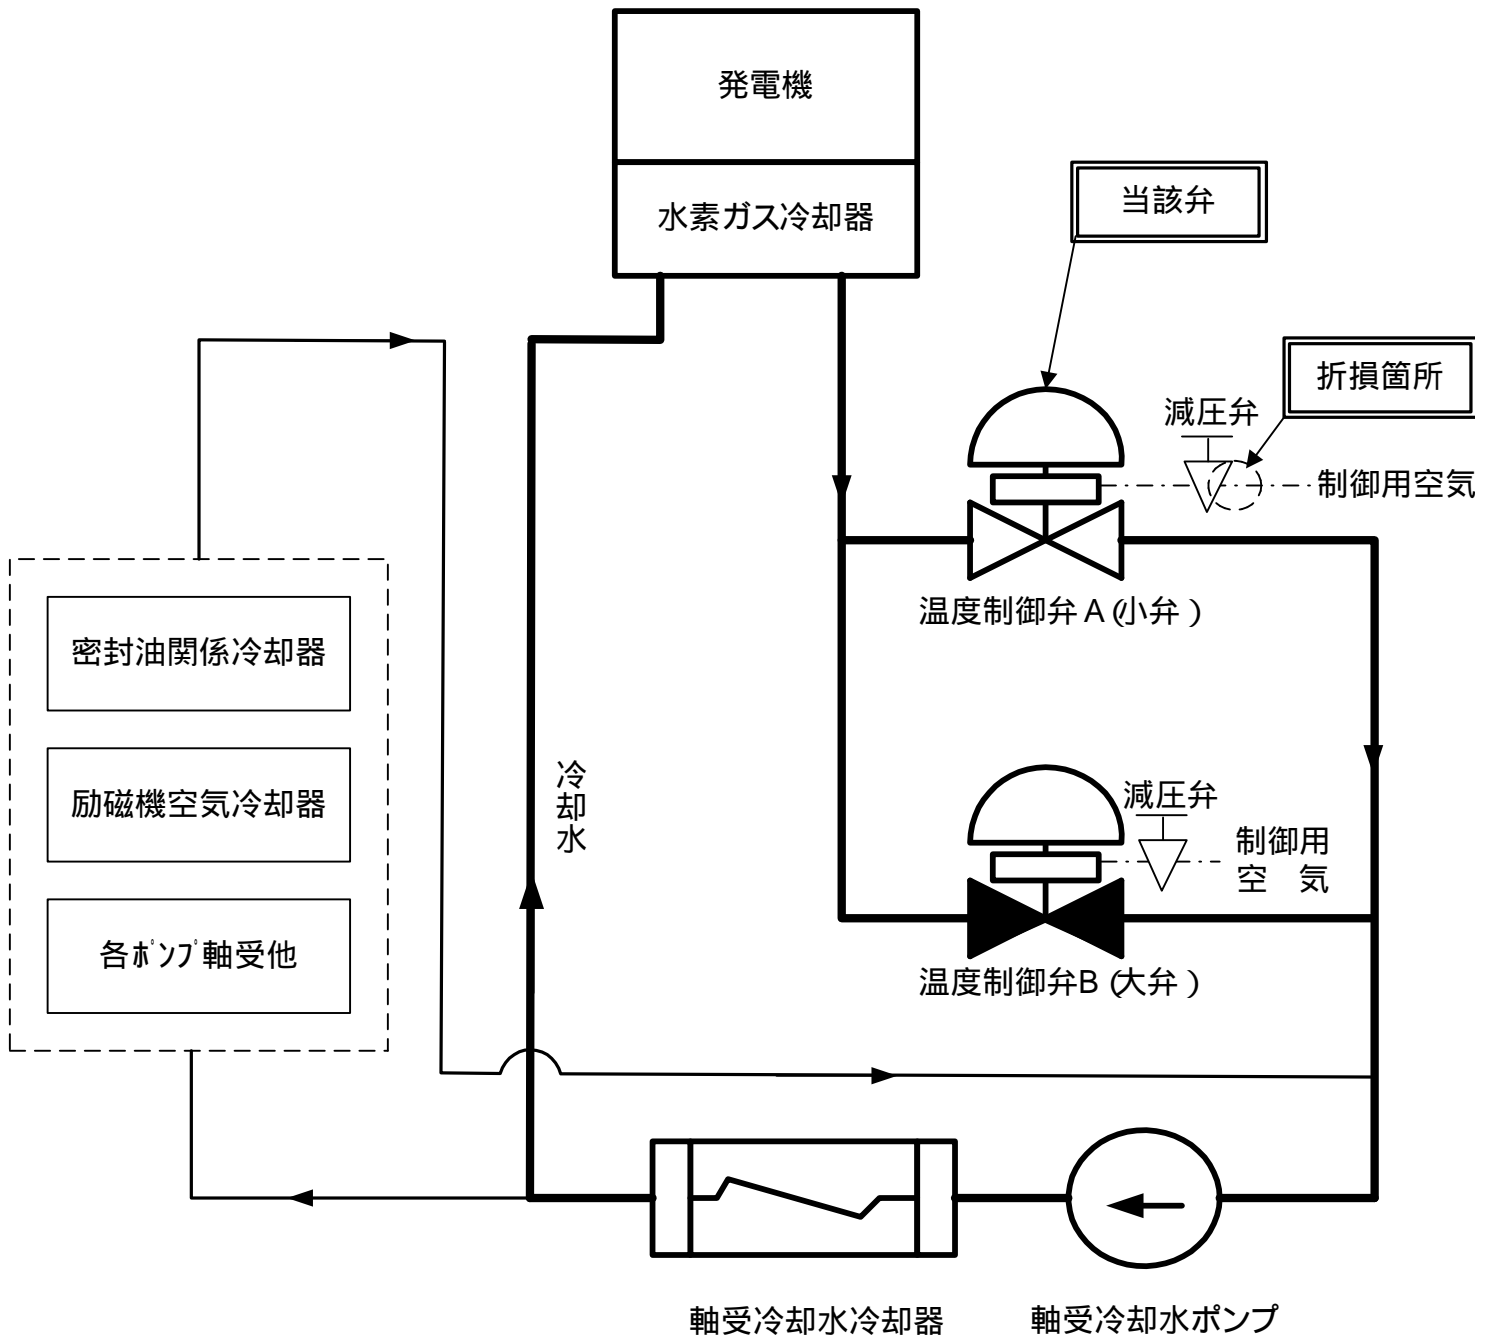 発電機
水素ガス冷却器
当該弁
折損箇所
減圧弁
制御用空気
温度制御弁A(小弁)
密封油関係冷却器
励磁機空気冷却器
各ポンプ軸受他
冷却水
減圧弁
制御用
空　気
温度制御弁B(大弁)
軸受冷却水冷却器
軸受冷却水ポンプ